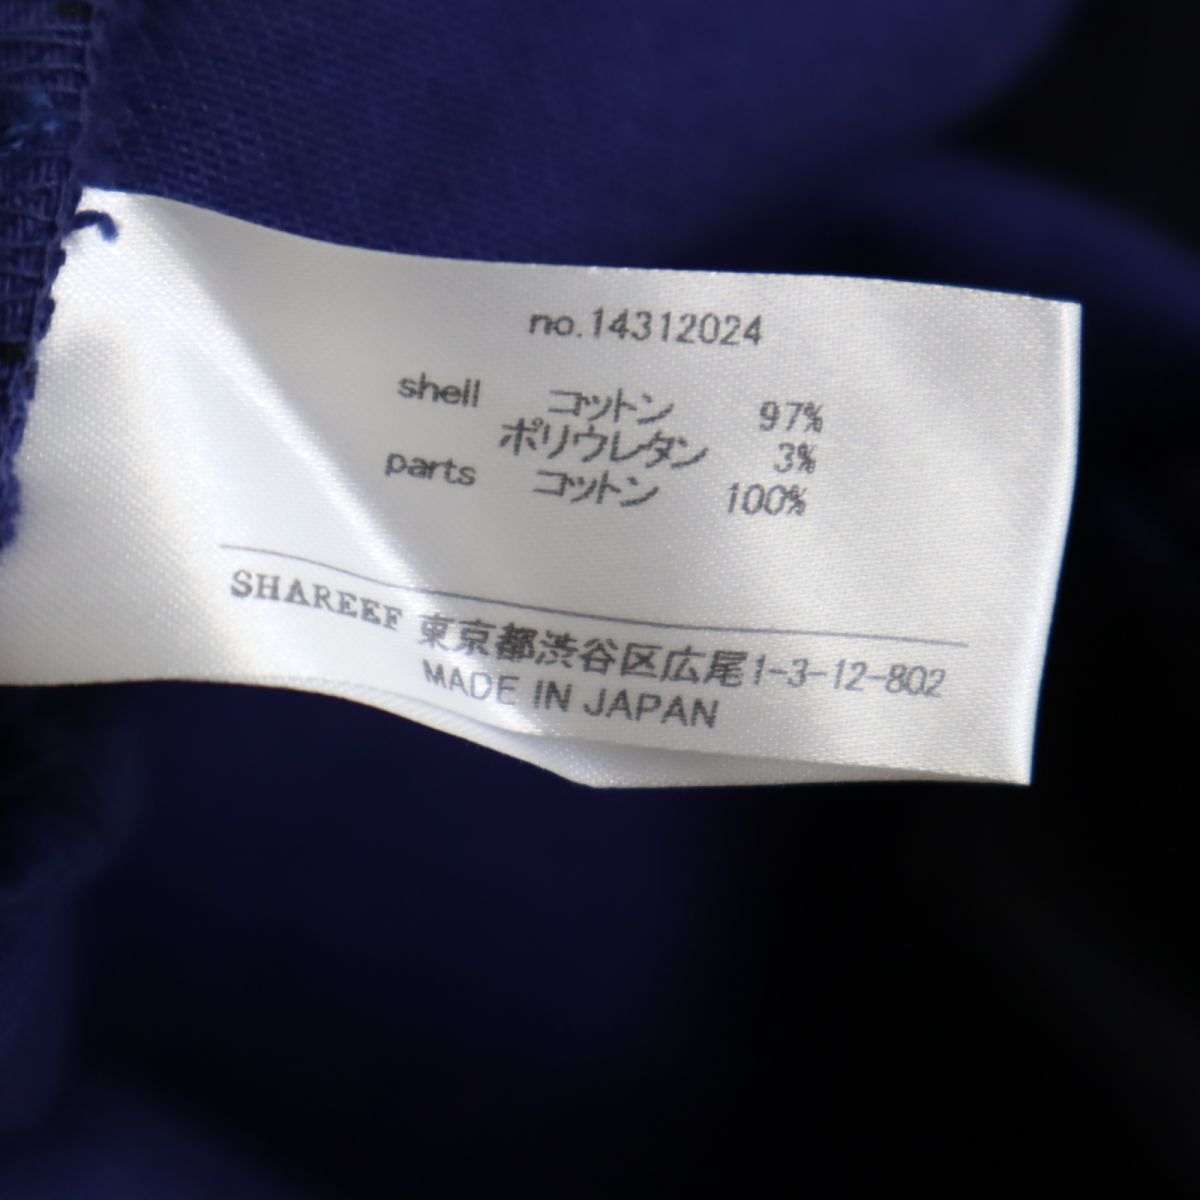 no.14312024
shell コットン 97%
ポリウレタン 3%
parts コットン 100%
SHAREEF 東京都渋谷区広尾1-3-12-802
MADE IN JAPAN